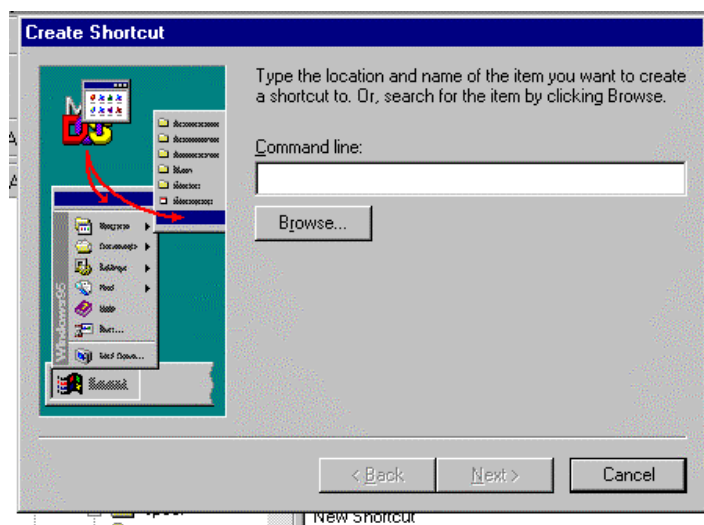 Create Shortcut
Type the location and name of the item you want to create
a shortcut to. Or, search for the item by clicking Browse.
Command line:
Browse...
Windows95
< Back
Next >
Cancel
New Shortcut